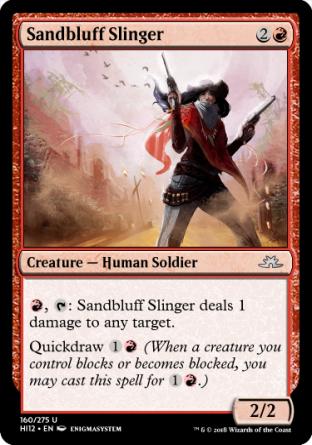 Sandbluff Slinger 2
Creature — Human Soldier
, : Sandbluff Slinger deals 1
damage to any target.
Quickdraw 1 (When a creature you
control blocks or becomes blocked, you
may cast this spell for 1 .)
2/2
160/275 U
HI12 • EN ENIGMASYSTEM
™ & © 2018 Wizards of the Coast